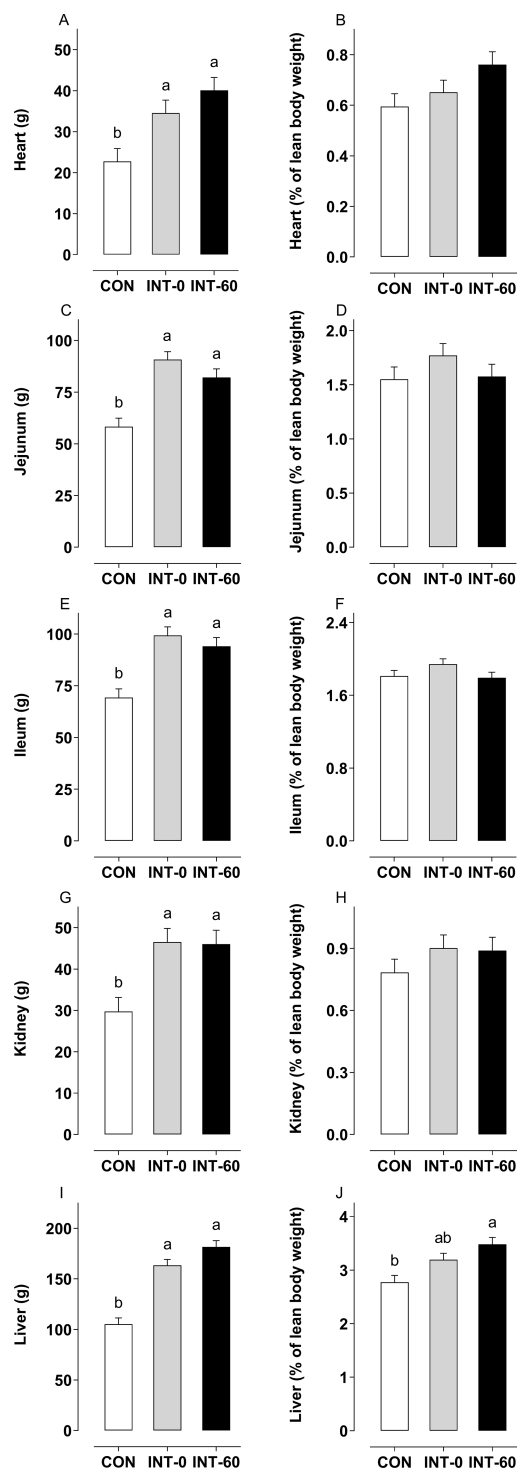 A
Heart (g)
50
40
30
20
10
0
b
a
a
CON INT-0 INT-60
B
Heart (% of lean body weight)
0.8
0.6
0.4
0.2
0.0
CON INT-0 INT-60
C
Jejunum (g)
100
75
50
25
0
b
a
a
CON INT-0 INT-60
D
Jejunum (% of lean body weight)
2.0
1.5
1.0
0.5
0.0
CON INT-0 INT-60
E
Ileum (g)
100
75
50
25
0
b
a
a
CON INT-0 INT-60
F
Ileum (% of lean body weight)
2.4
1.6
0.8
0.0
CON INT-0 INT-60
G
Kidney (g)
50
40
30
20
10
0
b
a
a
CON INT-0 INT-60
H
Kidney (% of lean body weight)
0.9
0.6
0.3
0.0
CON INT-0 INT-60
I
Liver (g)
200
150
100
50
0
b
a
a
CON INT-0 INT-60
J
Liver (% of lean body weight)
4
3
2
1
0
b
ab
a
CON INT-0 INT-60